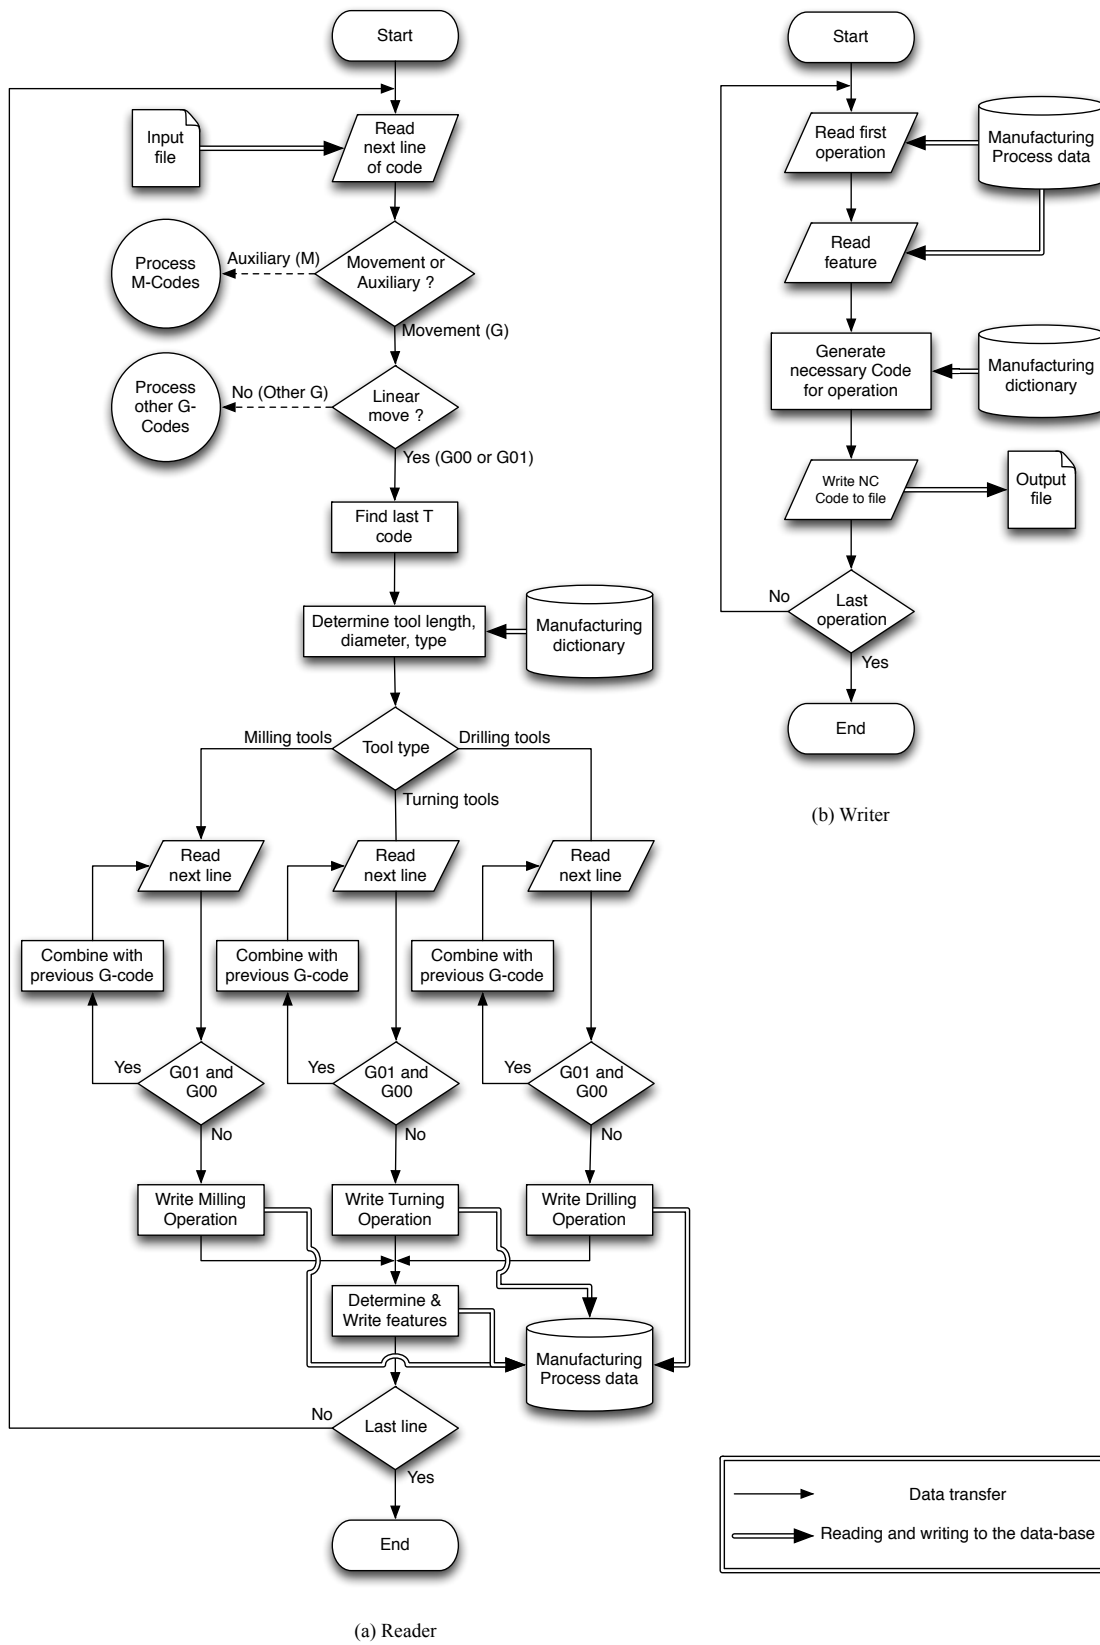 Start
Input
file
Read
next line
of code
Process
M-Codes
Auxiliary (M)
Movement or
Auxiliary ?
Movement (G)
Process
other G-
Codes
No (Other G)
Linear
move ?
Yes (G00 or G01)
Find last T
code
Determine tool length,
diameter, type
Manufacturing
dictionary
Milling tools
Tool type
Drilling tools
Turning tools
Read
next line
Read
next line
Read
next line
Combine with
previous G-code
Combine with
previous G-code
Combine with
previous G-code
Yes
G01 and
G00
No
Yes
G01 and
G00
No
Yes
G01 and
G00
No
Write Milling
Operation
Write Turning
Operation
Write Drilling
Operation
Determine &
Write features
Manufacturing
Process data
No
Last line
Yes
End
(a) Reader
Start
Read first
operation
Manufacturing
Process data
Read
feature
Generate
necessary Code
for operation
Manufacturing
dictionary
Write NC
Code to file
Output
file
No
Last
operation
Yes
End
(b) Writer
Data transfer
Reading and writing to the data-base